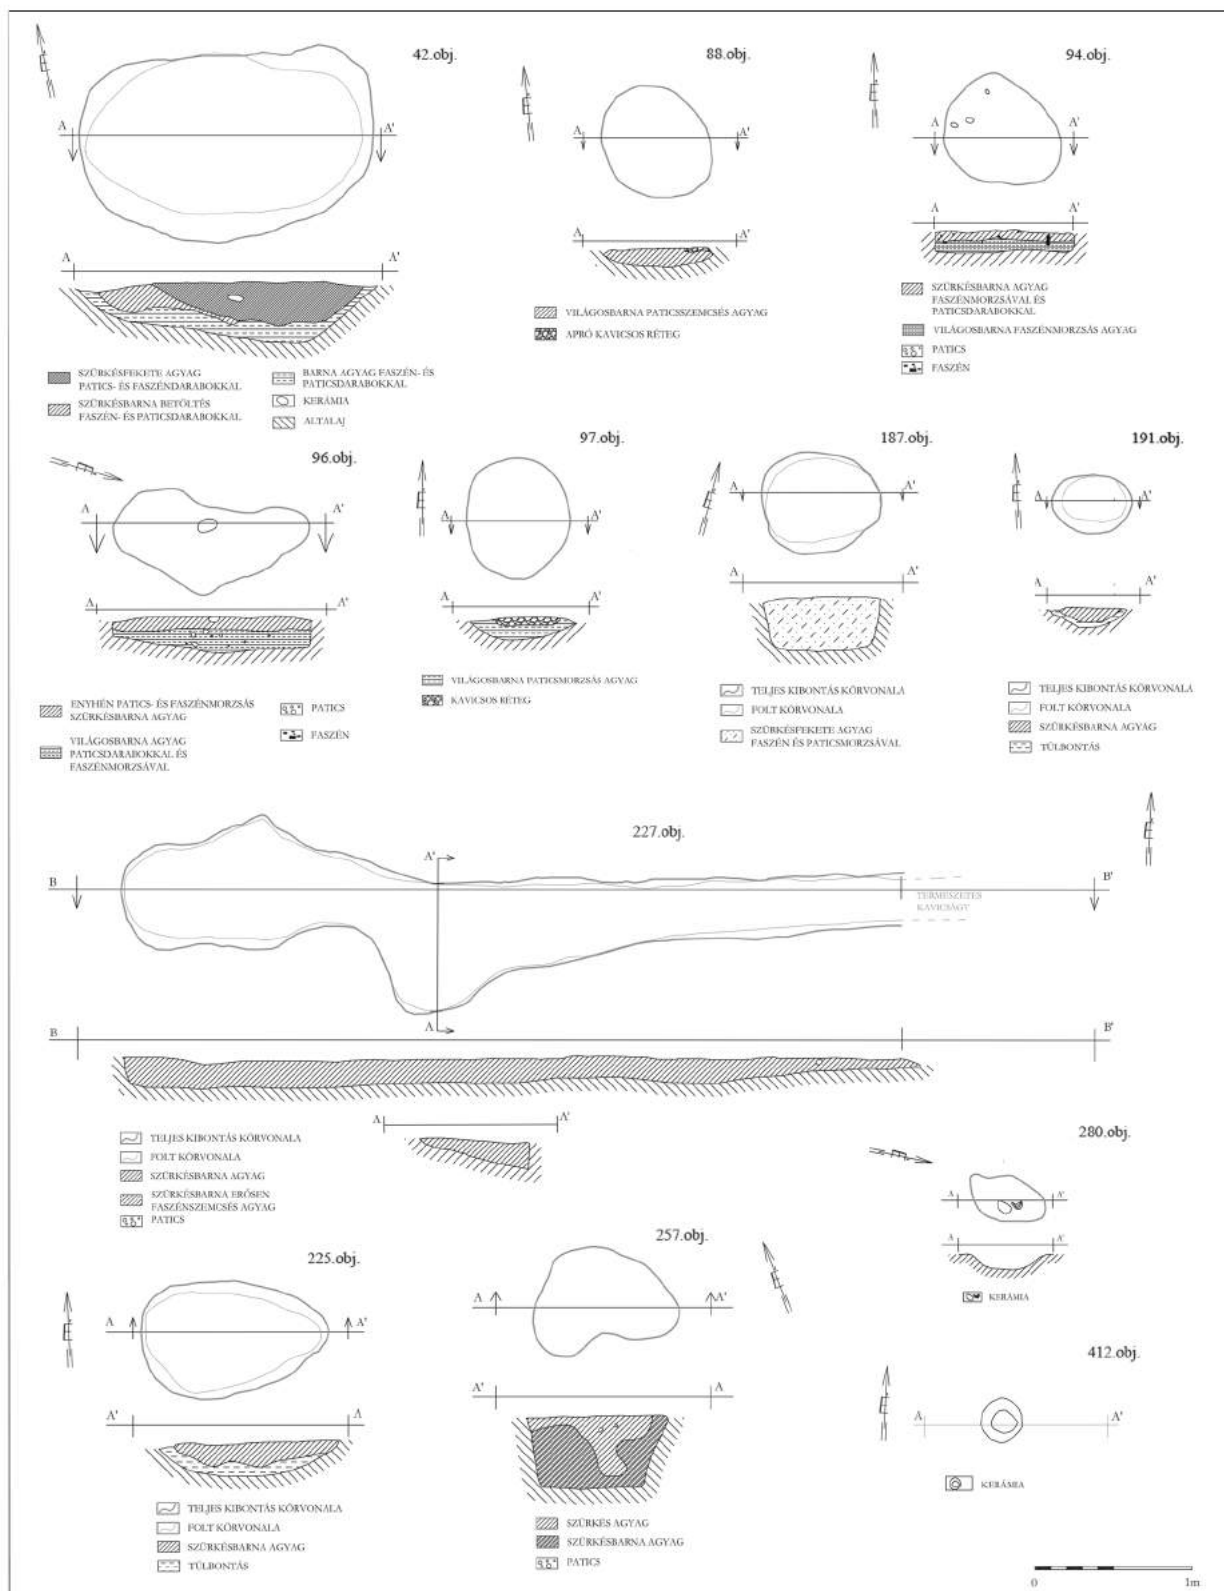 42.obj.
A
A'
A
A'
SZÜRKÉSFEKETE AGYAG
PATICS- ÉS FASZÉNDARABOKKAL
SZÜRKÉSBARNA BETÖLTÉS
FASZÉN- ÉS PATICSDARABOKKAL
BARNA AGYAG FASZÉN- ÉS
PATICSDARABOKKAL
KERÁMIA
ALTALAJ
88.obj.
A
A'
A
A'
VILÁGOSBARNA PATICSSZEMCSÉS AGYAG
APRÓ KAVICSOS RÉTEG
94.obj.
A
A'
A
A'
SZÜRKÉSBARNA AGYAG
FASZÉNMORZSÁVAL ÉS
PATICSDARABOKKAL
VILÁGOSBARNA FASZÉNMORZSÁS AGYAG
PATICS
FASZÉN
96.obj.
A
A'
A
A'
ENYHÉN PATICS- ÉS FASZÉNMORZSÁS
SZÜRKÉSBARNA AGYAG
VILÁGOSBARNA AGYAG
PATICSDARABOKKAL ÉS
FASZÉNMORZSÁVAL
PATICS
FASZÉN
97.obj.
A
A'
A
A'
VILÁGOSBARNA PATICSMORZSÁS AGYAG
KAVICSOS RÉTEG
187.obj.
A
A'
A
A'
TELJES KIBONTÁS KÖRVONALA
FOLT KÖRVONALA
SZÜRKÉSFEKETE AGYAG
FASZÉN ÉS PATICSMORZSÁVAL
191.obj.
A
A'
A
A'
TELJES KIBONTÁS KÖRVONALA
FOLT KÖRVONALA
SZÜRKÉSBARNA AGYAG
TÚLBONTÁS
227.obj.
A'
B
B'
TERMÉSZETES
KAVICSÁGY
A
B
B'
A
A'
TELJES KIBONTÁS KÖRVONALA
FOLT KÖRVONALA
SZÜRKÉSBARNA AGYAG
SZÜRKÉSBARNA ERŐSEN
FASZÉNSZEMCSÉS AGYAG
PATICS
280.obj.
A
A'
A
A'
KERÁMIA
225.obj.
A
A'
A'
A
TELJES KIBONTÁS KÖRVONALA
FOLT KÖRVONALA
SZÜRKÉSBARNA AGYAG
TÚLBONTÁS
257.obj.
A
A'
A'
A
SZÜRKÉS AGYAG
SZÜRKÉSBARNA AGYAG
PATICS
412.obj.
A
A'
KERÁMIA
0
1m